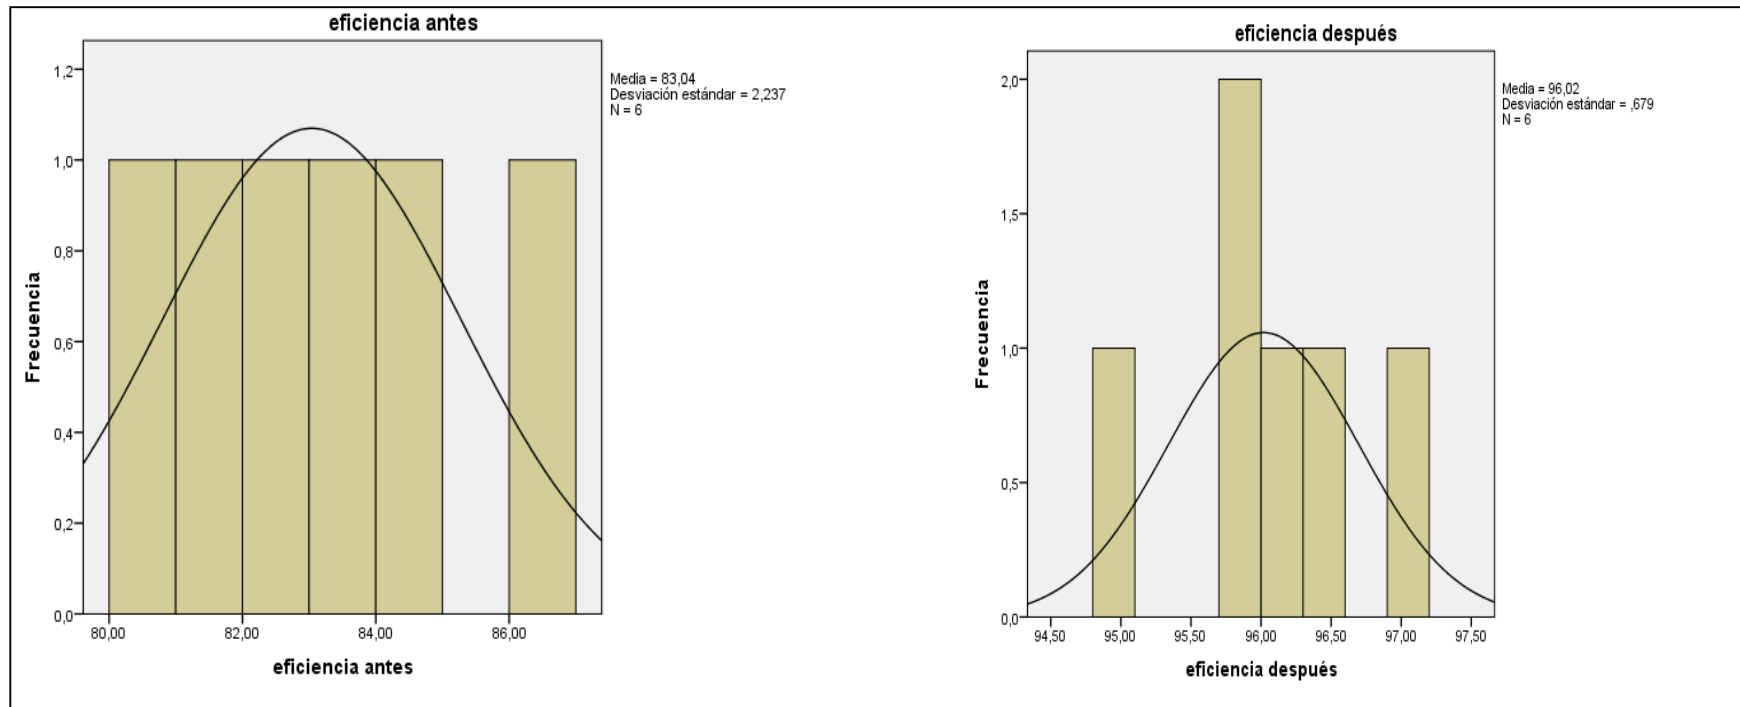 eficiencia antes
Media = 83,04
Desviación estándar = 2,237
N = 6
Frecuencia
1,2
1,0
0,8
0,6
0,4
0,2
0,0
80,00 82,00 84,00 86,00
eficiencia antes
eficiencia después
Media = 96,02
Desviación estándar = ,679
N = 6
Frecuencia
2,0
1,5
1,0
0,5
0,0
94,50 95,00 95,50 96,00 96,50 97,00 97,50
eficiencia después